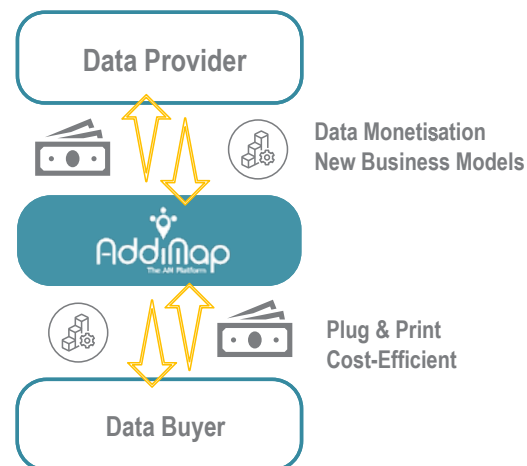 Data Provider
Data Monetisation
New Business Models
AddiMap
The AM Platform
Plug & Print
Cost-Efficient
Data Buyer